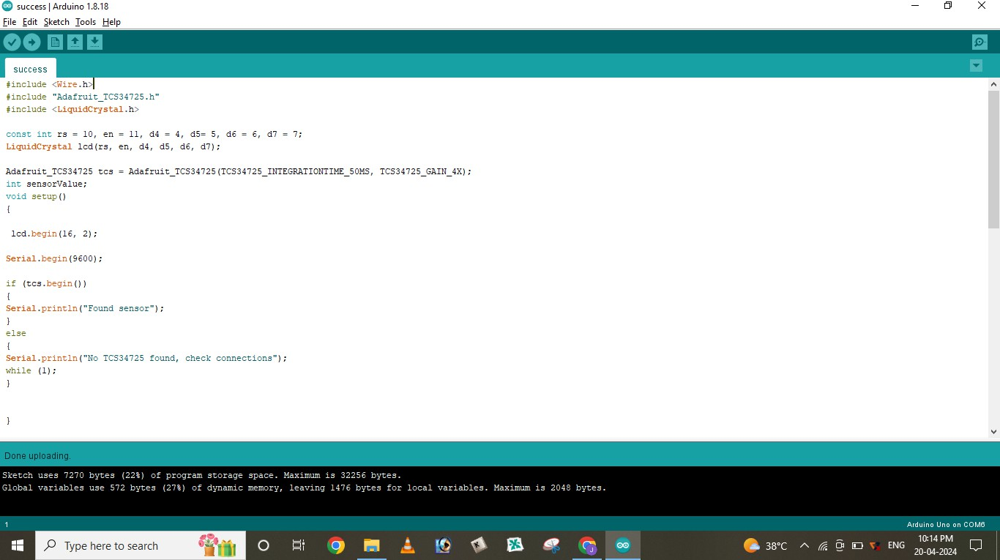 success | Arduino 1.8.18
File Edit Sketch Tools Help
success
#include <Wire.h>
#include "Adafruit_TCS34725.h"
#include <LiquidCrystal.h>
const int rs = 10, en = 11, d4 = 4, d5= 5, d6 = 6, d7 = 7;
LiquidCrystal lcd(rs, en, d4, d5, d6, d7);
Adafruit_TCS34725 tcs = Adafruit_TCS34725(TCS34725_INTEGRATIONTIME_50MS, TCS34725_GAIN_4X);
int sensorValue;
void setup()
{
lcd.begin(16, 2);
Serial.begin(9600);
if (tcs.begin())
{
Serial.println("Found sensor");
}
else
{
Serial.println("No TCS34725 found, check connections");
while (1);
}
}
Done uploading.
Sketch uses 7270 bytes (22%) of program storage space. Maximum is 32256 bytes.
Global variables use 572 bytes (27%) of dynamic memory, leaving 1476 bytes for local variables. Maximum is 2048 bytes.
1 Arduino Uno on COM6
Type here to search
38°C
ENG
10:14 PM
20-04-2024